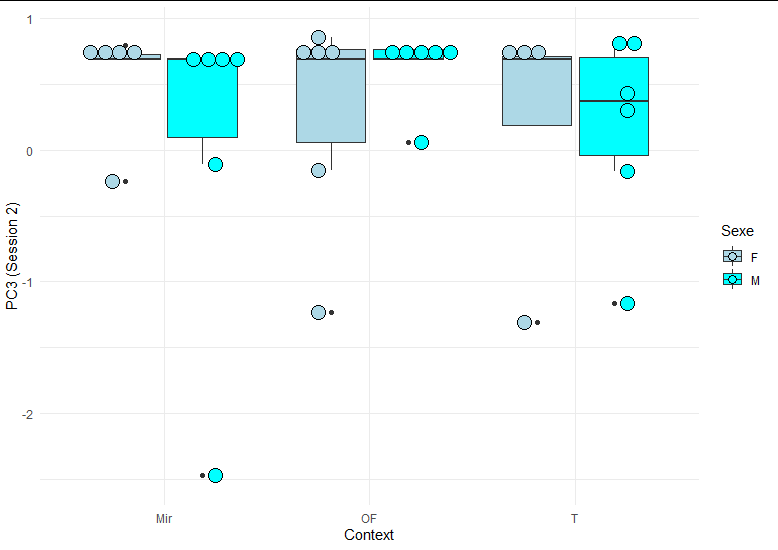 PC3 (Session 2)
1
0
-1
-2
Mir OF T
Context
Sexe
F
M